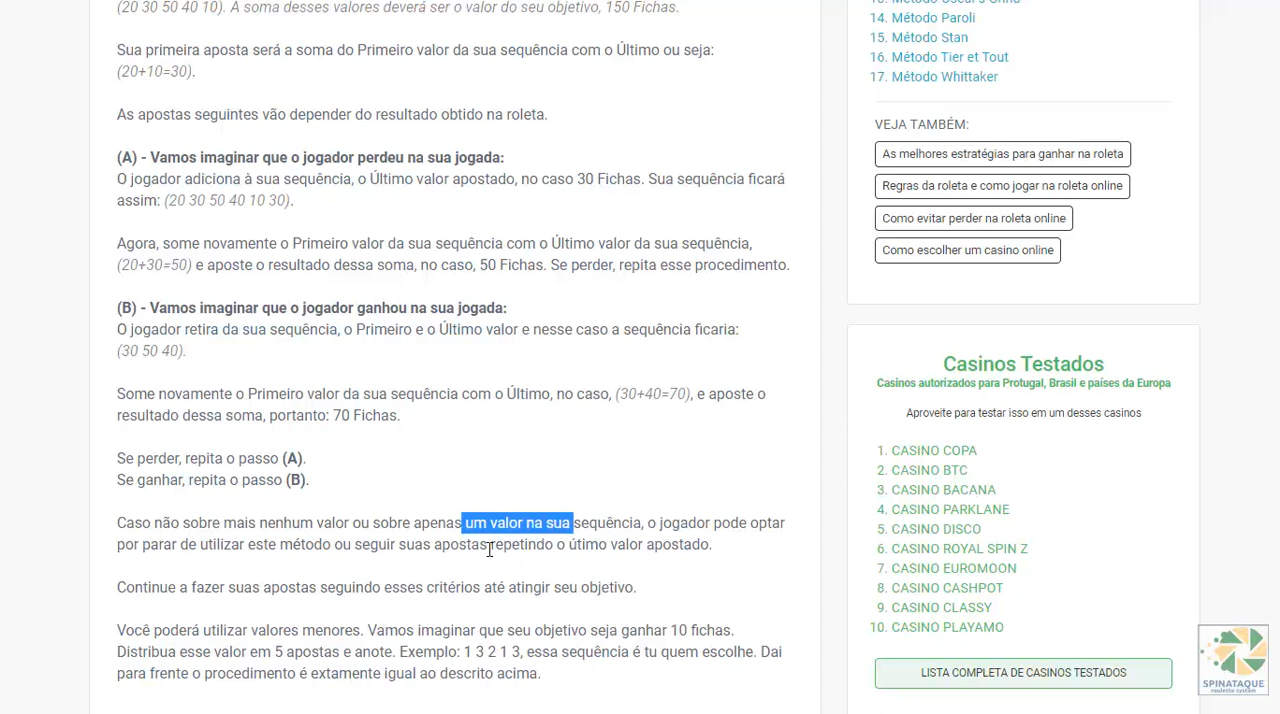 (20 30 50 40 10). A soma desses valores deverá ser o valor do seu objetivo, 150 Fichas.
Sua primeira aposta será a soma do Primeiro valor da sua sequência com o Último ou seja:
(20+10=30).
As apostas seguintes vão depender do resultado obtido na roleta.
(A) - Vamos imaginar que o jogador perdeu na sua jogada:
O jogador adiciona à sua sequência, o Último valor apostado, no caso 30 Fichas. Sua sequência ficará
assim: (20 30 50 40 10 30).
Agora, some novamente o Primeiro valor da sua sequência com o Último valor da sua sequência,
(20+30=50) e aposte o resultado dessa soma, no caso, 50 Fichas. Se perder, repita esse procedimento.
(B) - Vamos imaginar que o jogador ganhou na sua jogada:
O jogador retira da sua sequência, o Primeiro e o Último valor e nesse caso a sequência ficaria:
(30 50 40).
Some novamente o Primeiro valor da sua sequência com o Último, no caso, (30+40=70), e aposte o
resultado dessa soma, portanto: 70 Fichas.
Se perder, repita o passo (A).
Se ganhar, repita o passo (B).
Caso não sobre mais nenhum valor ou sobre apenas um valor na sua sequência, o jogador pode optar
por parar de utilizar este método ou seguir suas apostas repetindo o útimo valor apostado.
Continue a fazer suas apostas seguindo esses critérios até atingir seu objetivo.
Você poderá utilizar valores menores. Vamos imaginar que seu objetivo seja ganhar 10 fichas.
Distribua esse valor em 5 apostas e anote. Exemplo: 1 3 2 1 3, essa sequência é tu quem escolhe. Dai
para frente o procedimento é extamente igual ao descrito acima.
14. Método Paroli
15. Método Stan
16. Método Tier et Tout
17. Método Whittaker
VEJA TAMBÉM:
As melhores estratégias para ganhar na roleta
Regras da roleta e como jogar na roleta online
Como evitar perder na roleta online
Como escolher um casino online
Casinos Testados
Casinos autorizados para Protugal, Brasil e países da Europa
Aproveite para testar isso em um desses casinos
1. CASINO COPA
2. CASINO BTC
3. CASINO BACANA
4. CASINO PARKLANE
5. CASINO DISCO
6. CASINO ROYAL SPIN Z
7. CASINO EUROMOON
8. CASINO CASHPOT
9. CASINO CLASSY
10. CASINO PLAYAMO
LISTA COMPLETA DE CASINOS TESTADOS
SPINATAQUE
roulette system